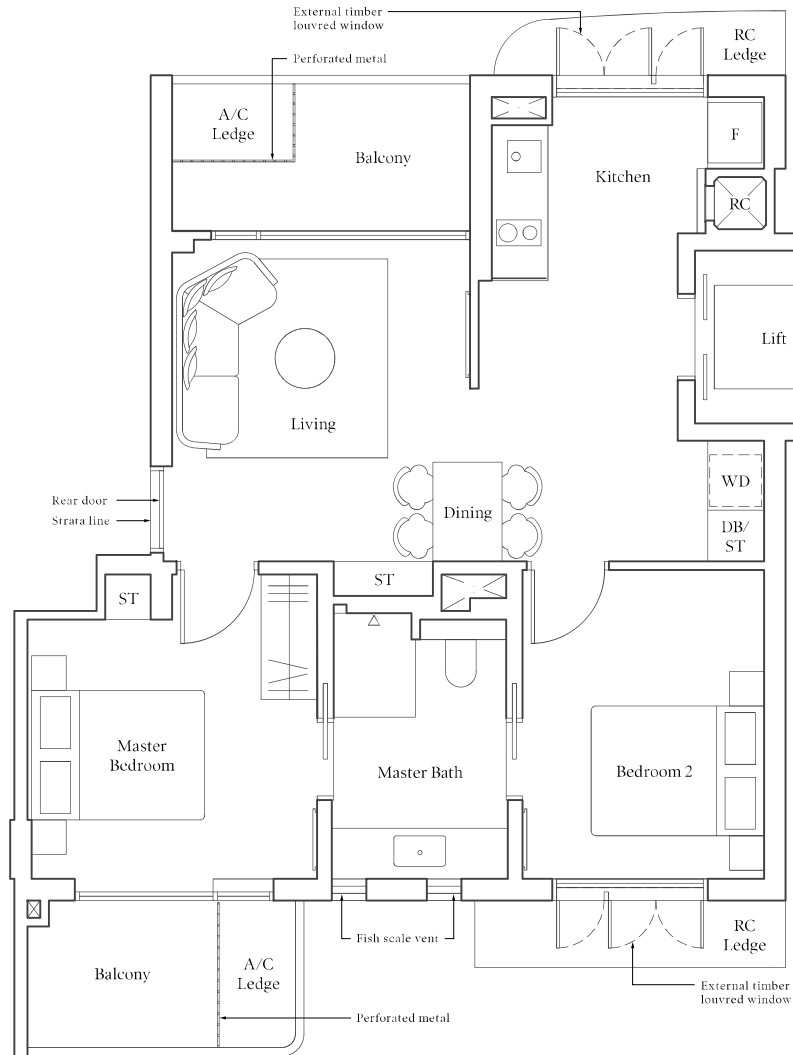 External timber
louvred window
RC
Ledge
Perforated metal
A/C
Ledge
Balcony
F
Kitchen
RC
Lift
Living
Rear door
Strata line
Dining
WD
DB/
ST
ST
ST
Master
Bedroom
Master Bath
Bedroom 2
Fish scale vent
RC
Ledge
Balcony
A/C
Ledge
External timber
louvred window
Perforated metal